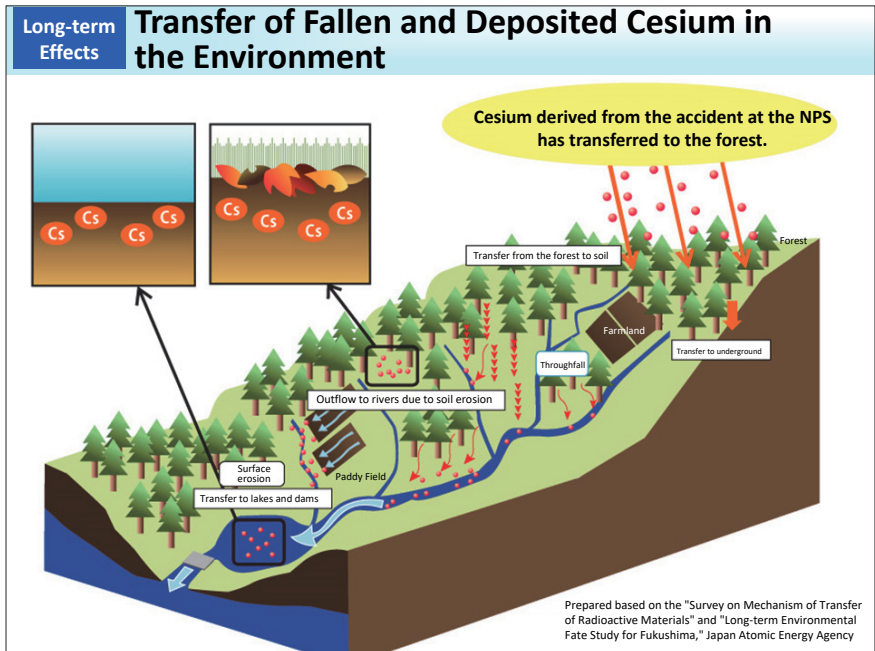 Long-term
Effects
Transfer of Fallen and Deposited Cesium in
the Environment
Cesium derived from the accident at the NPS
has transferred to the forest.
Cs
Cs
Cs
Cs
Cs
Cs
Cs
Cs
Forest
Transfer from the forest to soil
Farmland
Transfer to underground
Throughfall
Outflow to rivers due to soil erosion
Surface
erosion
Paddy Field
Transfer to lakes and dams
Prepared based on the "Survey on Mechanism of Transfer
of Radioactive Materials" and "Long-term Environmental
Fate Study for Fukushima," Japan Atomic Energy Agency